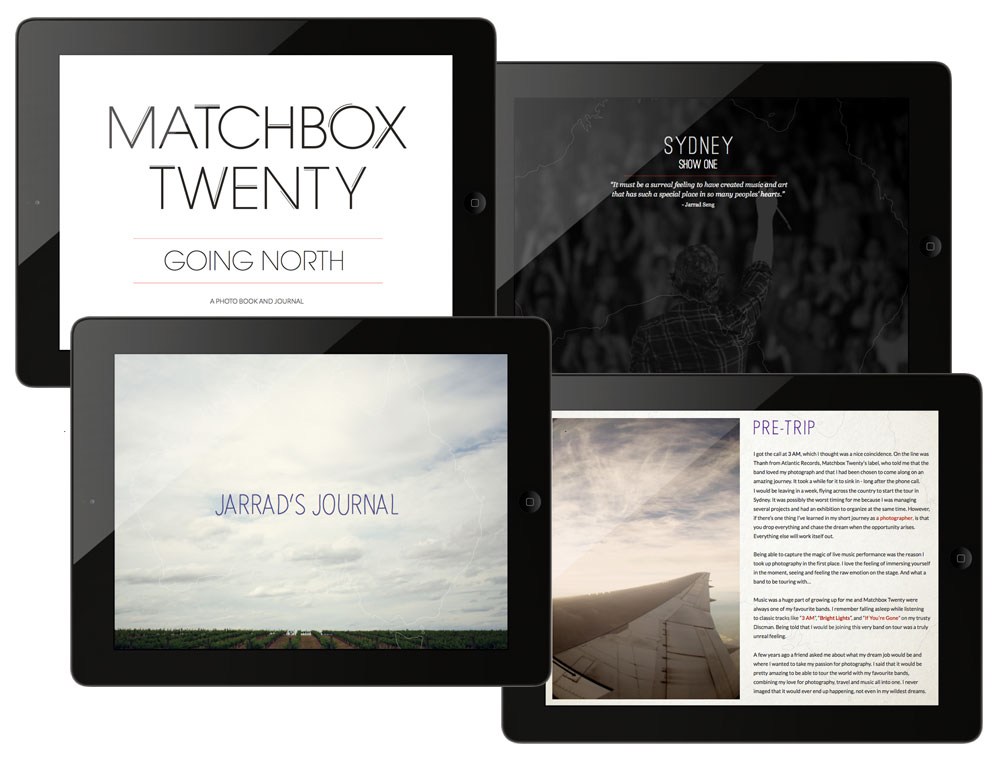 MATCHBOX
TWENTY
GOING NORTH
A PHOTO BOOK AND JOURNAL
SYDNEY
SHOW ONE
"It must be a surreal feeling to have created music and art
that has such a special place in so many peoples' hearts."
- Jarrad Seng
JARRAD'S JOURNAL
PRE-TRIP
I got the call at 3 AM, which I thought was a nice coincidence. On the line was
Thanh from Atlantic Records, Matchbox Twenty's label, who told me that the
band loved my photography and that I had been chosen to come along on an
amazing journey. It took a while for it to sink in - long after the phone call.
I would be leaving in a week, flying across the country to start the tour in
Sydney. It was possibly the worst timing for me because I was managing
several projects and had an exhibition to organize at the same time. However,
if there's one thing I've learned in my short journey as a photographer, is that
you drop everything and chase the dream when the opportunity arises.
Everything else will work itself out.
Being able to capture the magic of live music performance was the reason I
took up photography in the first place. I love the feeling of immersing yourself
in the moment, seeing and feeling the raw emotion on the stage. And what a
band to be touring with...
Music was a huge part of growing up for me and Matchbox Twenty were
always one of my favourite bands. I remember falling asleep while listening
to classic tracks like "3 AM", "Bright Lights", and "If You're Gone" on my trusty
Discman. Being told that I would be joining this very band on tour was a truly
unreal feeling.
A few years ago a friend asked me about what my dream job would be and
where I wanted to take my passion for photography. I said that it would be
pretty amazing to be able to tour the world with my favourite bands,
combining my love for photography, travel and music all into one. I never
imagined that it would ever end up happening, not even in my wildest dreams.